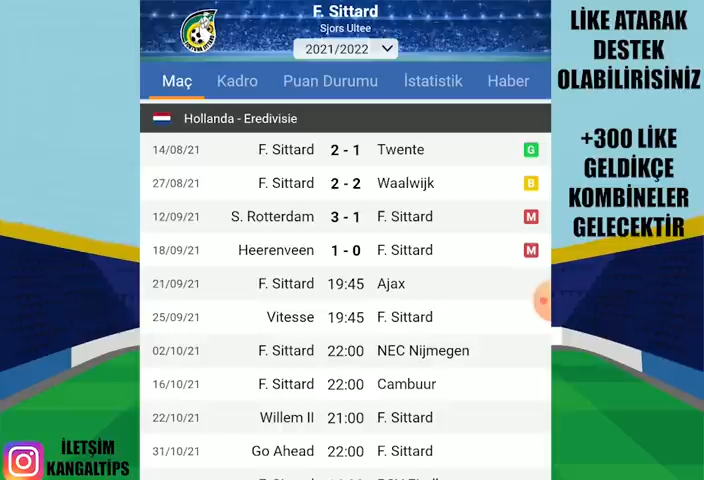 F. Sittard
Sjors Ultee
2021/2022
Maç Kadro Puan Durumu İstatistik Haber
Hollanda - Eredivisie
14/08/21 F. Sittard 2 - 1 Twente G
27/08/21 F. Sittard 2 - 2 Waalwijk B
12/09/21 S. Rotterdam 3 - 1 F. Sittard M
18/09/21 Heerenveen 1 - 0 F. Sittard M
21/09/21 F. Sittard 19:45 Ajax
25/09/21 Vitesse 19:45 F. Sittard
02/10/21 F. Sittard 22:00 NEC Nijmegen
16/10/21 F. Sittard 22:00 Cambuur
22/10/21 Willem II 21:00 F. Sittard
31/10/21 Go Ahead 22:00 F. Sittard
LİKE ATARAK
DESTEK
OLABİLİRİSİNİZ
+300 LİKE
GELDİKÇE
KOMBİNELER
GELECEKTİR
İLETŞİM
KANGALTİPS